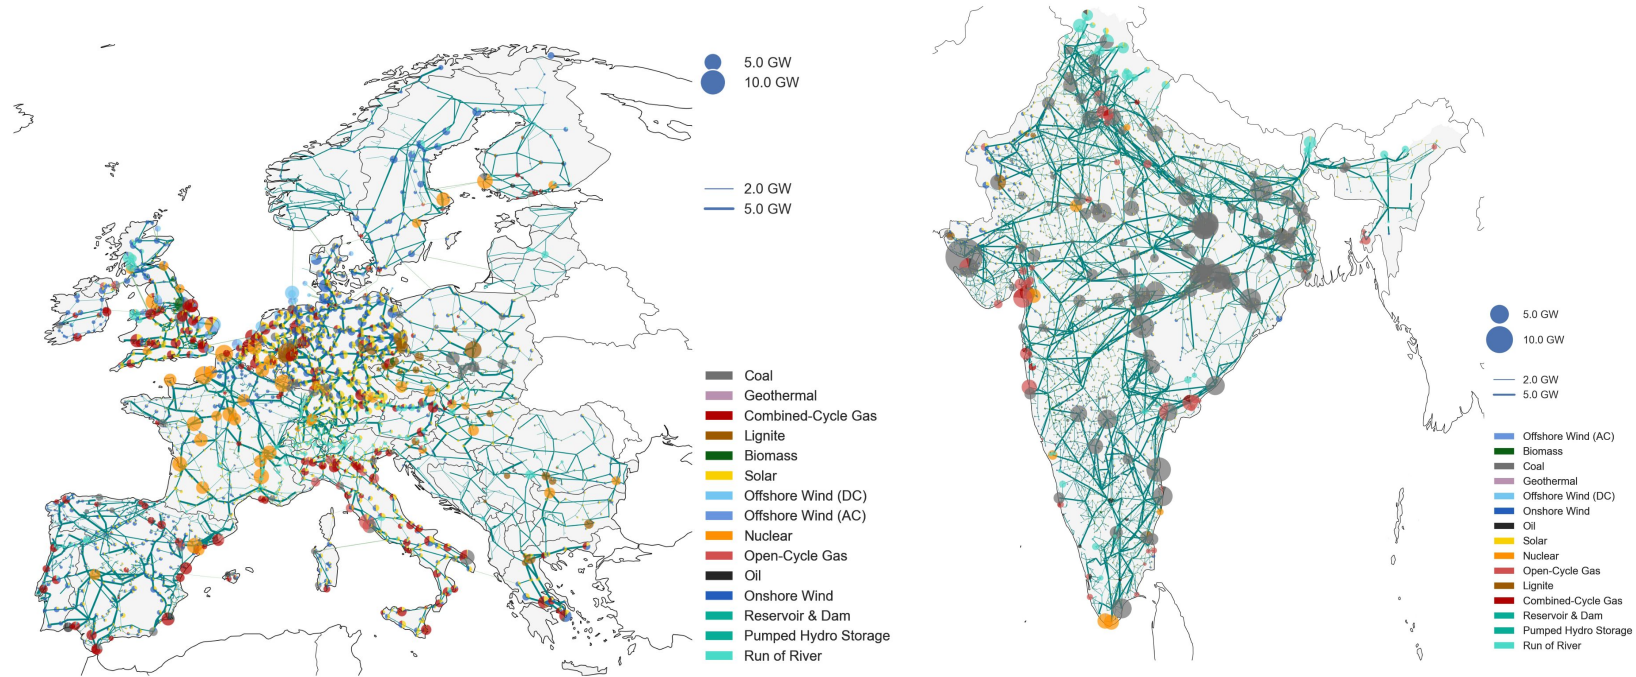 5.0 GW
10.0 GW
2.0 GW
5.0 GW
Coal
Geothermal
Combined-Cycle Gas
Lignite
Biomass
Solar
Offshore Wind (DC)
Offshore Wind (AC)
Nuclear
Open-Cycle Gas
Oil
Onshore Wind
Reservoir & Dam
Pumped Hydro Storage
Run of River
5.0 GW
10.0 GW
2.0 GW
5.0 GW
Offshore Wind (AC)
Biomass
Coal
Geothermal
Offshore Wind (DC)
Onshore Wind
Oil
Solar
Nuclear
Open-Cycle Gas
Lignite
Combined-Cycle Gas
Reservoir & Dam
Pumped Hydro Storage
Run of River